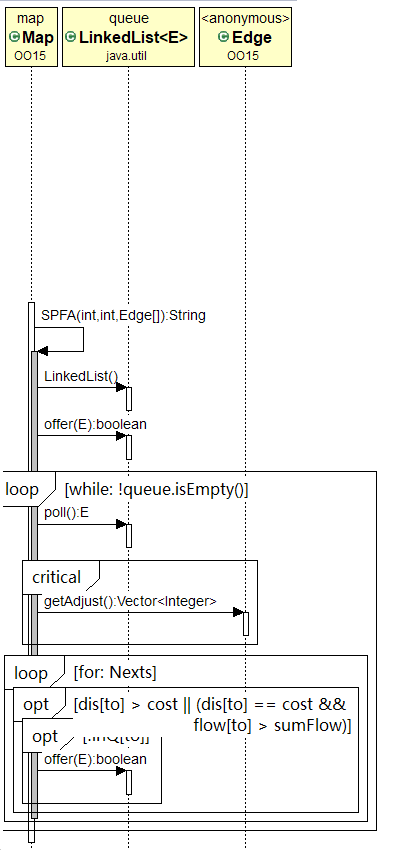 map
queue
<anonymous>
Map
LinkedList<E>
Edge
OO15
java.util
OO15
SPFA(int,int,Edge[]):String
LinkedList()
offer(E):boolean
loop
[while: !queue.isEmpty()]
poll():E
critical
getAdjust():Vector<Integer>
loop
[for: Nexts]
opt
[dis[to] > cost || (dis[to] == cost &&
flow[to] > sumFlow)]
opt
offer(E):boolean